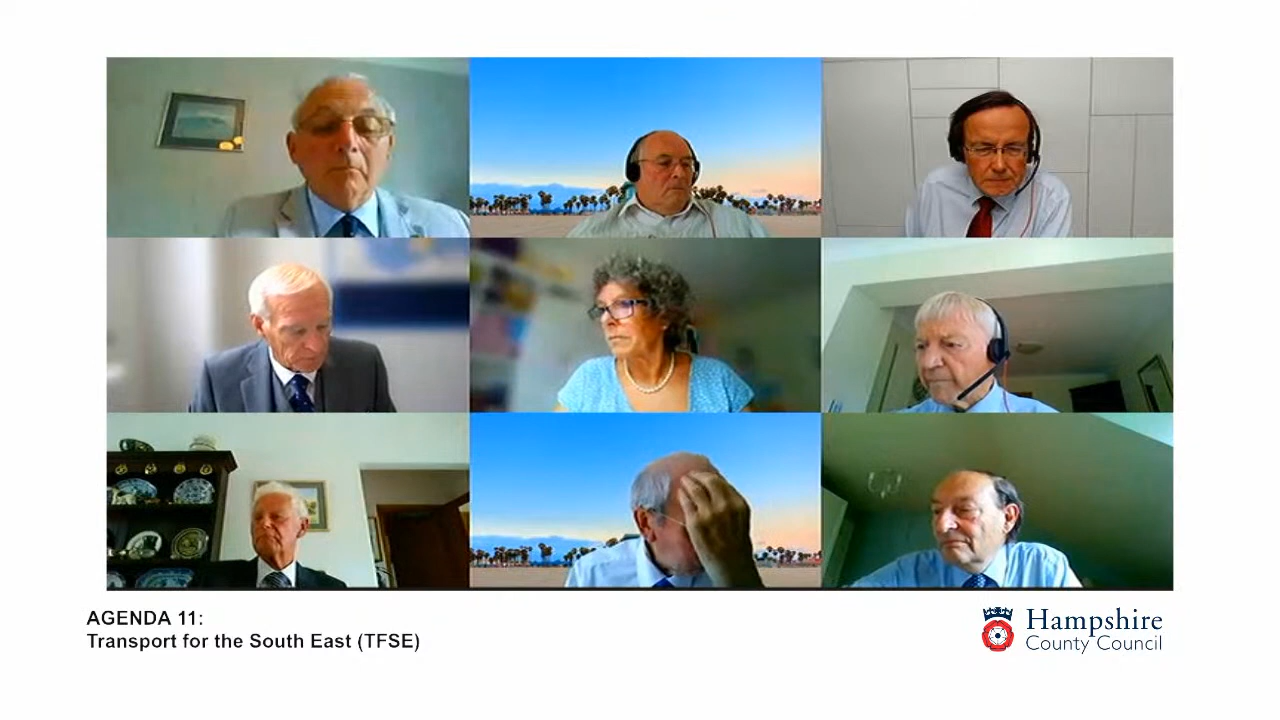 AGENDA 11:
Transport for the South East (TFSE)
Hampshire
County Council